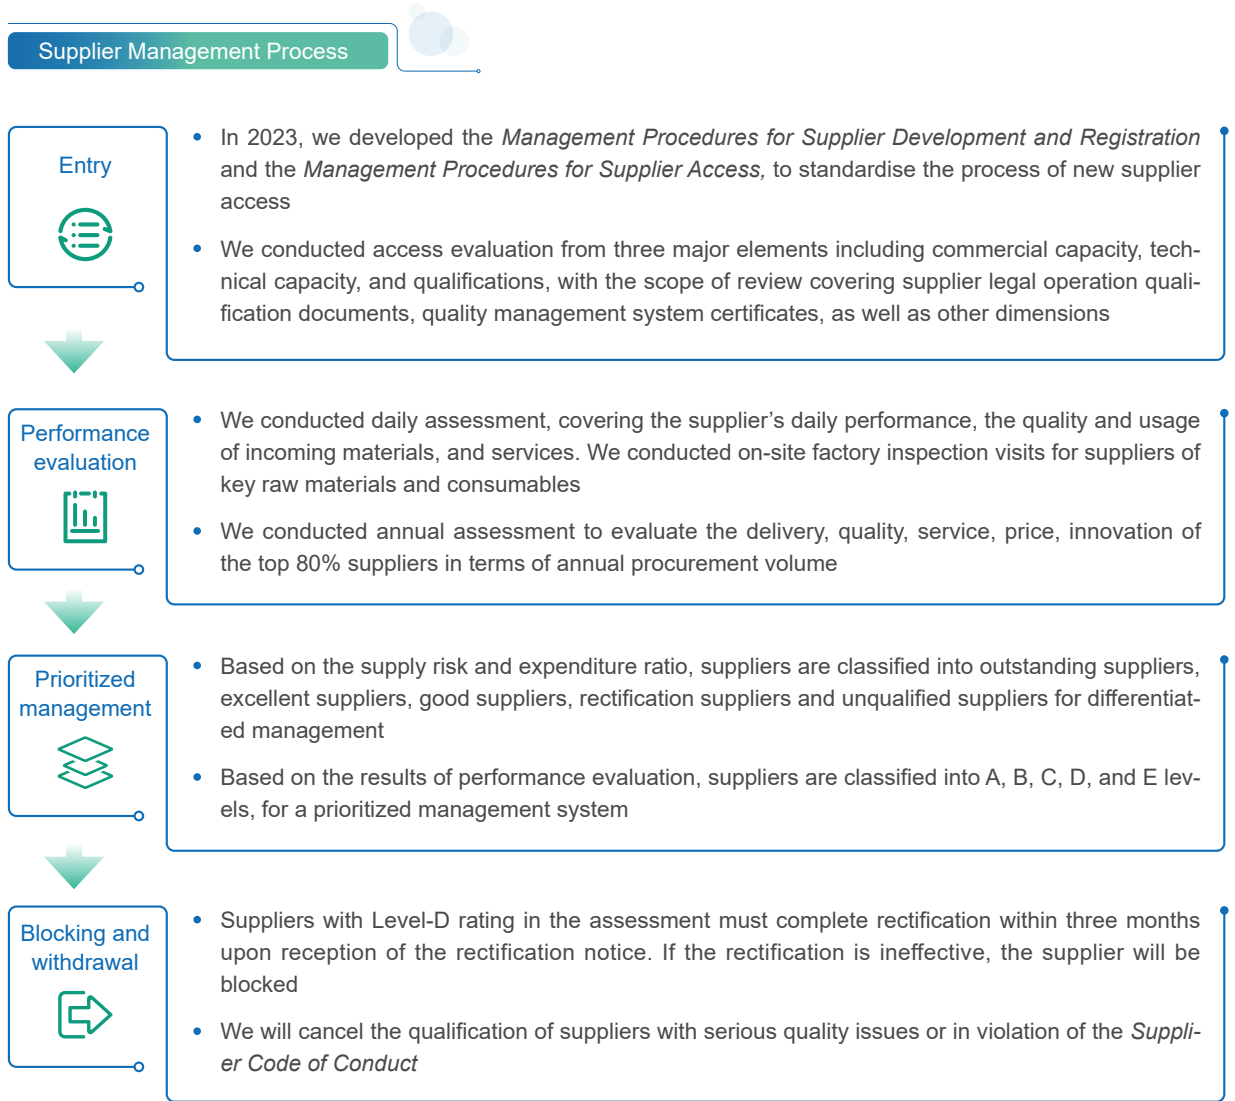 Supplier Management Process
Entry
• In 2023, we developed the Management Procedures for Supplier Development and Registration
and the Management Procedures for Supplier Access, to standardise the process of new supplier
access
• We conducted access evaluation from three major elements including commercial capacity, tech-
nical capacity, and qualifications, with the scope of review covering supplier legal operation quali-
fication documents, quality management system certificates, as well as other dimensions
Performance
evaluation
• We conducted daily assessment, covering the supplier’s daily performance, the quality and usage
of incoming materials, and services. We conducted on-site factory inspection visits for suppliers of
key raw materials and consumables
• We conducted annual assessment to evaluate the delivery, quality, service, price, innovation of
the top 80% suppliers in terms of annual procurement volume
Prioritized
management
• Based on the supply risk and expenditure ratio, suppliers are classified into outstanding suppliers,
excellent suppliers, good suppliers, rectification suppliers and unqualified suppliers for differentiat-
ed management
• Based on the results of performance evaluation, suppliers are classified into A, B, C, D, and E lev-
els, for a prioritized management system
Blocking and
withdrawal
• Suppliers with Level-D rating in the assessment must complete rectification within three months
upon reception of the rectification notice. If the rectification is ineffective, the supplier will be
blocked
• We will cancel the qualification of suppliers with serious quality issues or in violation of the Suppli-
er Code of Conduct